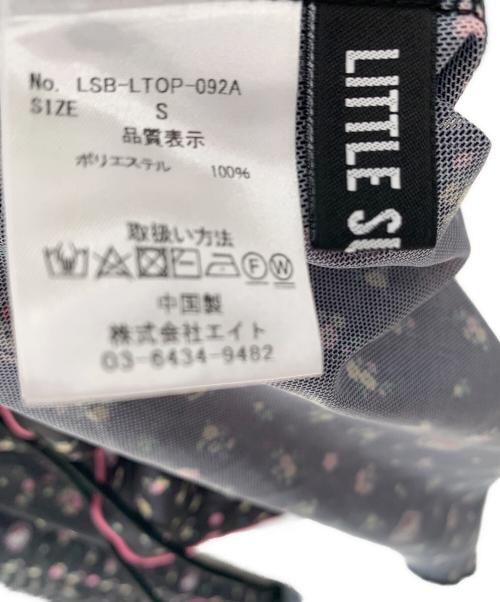 No. LSB-LTOP-092A
SIZE S
品質表示
ポリエステル 100%
取扱い方法
F W
中国製
株式会社エイト
03-6434-9482
LITTLE